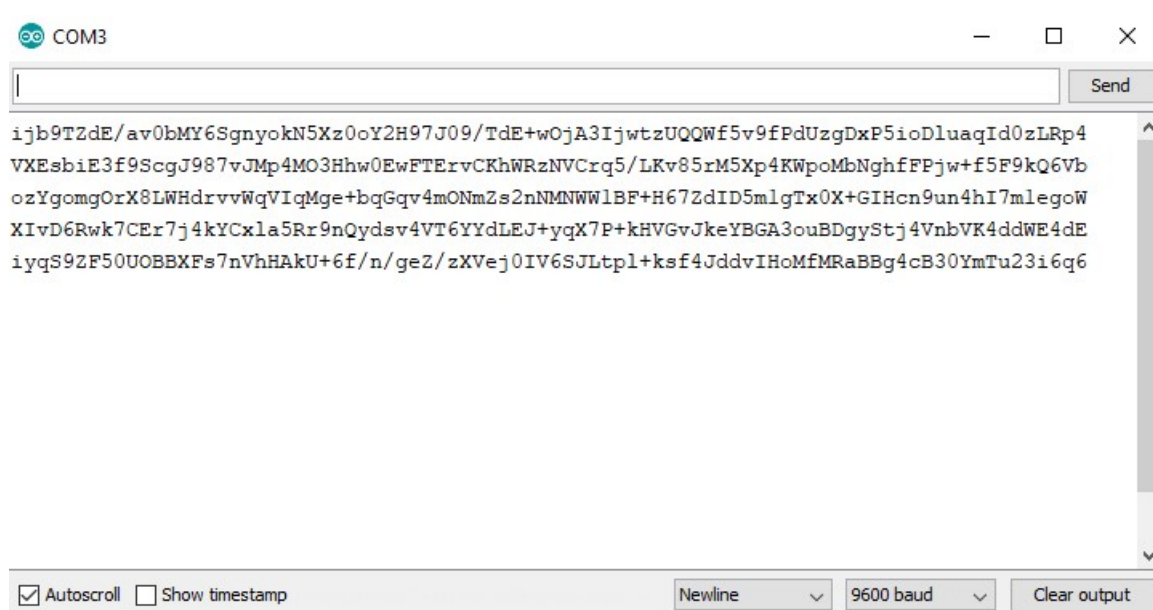 COM3
Send
ijb9TZdE/av0bMY6SgnyokN5Xz0oY2H97J09/TdE+wOjA3IjwtzUQQWf5v9fPdUzgDxP5ioDluaqId0zLRp4
VXEsbiE3f9ScgJ987vJMp4MO3Hhw0EwFTErvCKhWRzNVCrq5/LKv85rM5Xp4KWpoMbNghfFPjw+f5F9kQ6Vb
ozYgomgOrX8LWHdrvvWqVIqMge+bqGqv4mONmZs2nNMNWWlBF+H67ZdID5mlgTx0X+GIHcn9un4hI7mlegoW
XIvD6Rwk7CEr7j4kYCxla5Rr9nQydsv4VT6YYdLEJ+yqX7P+kHVGvJkeYBGA3ouBDgyStj4VnbVK4ddWE4dE
iyqS9ZF50UOBBXFs7nVhHAkU+6f/n/geZ/zXVej0IV6SJLtpl+ksf4JddvIHoMfMRaBBg4cB30YmTu23i6q6
Autoscroll Show timestamp Newline 9600 baud Clear output